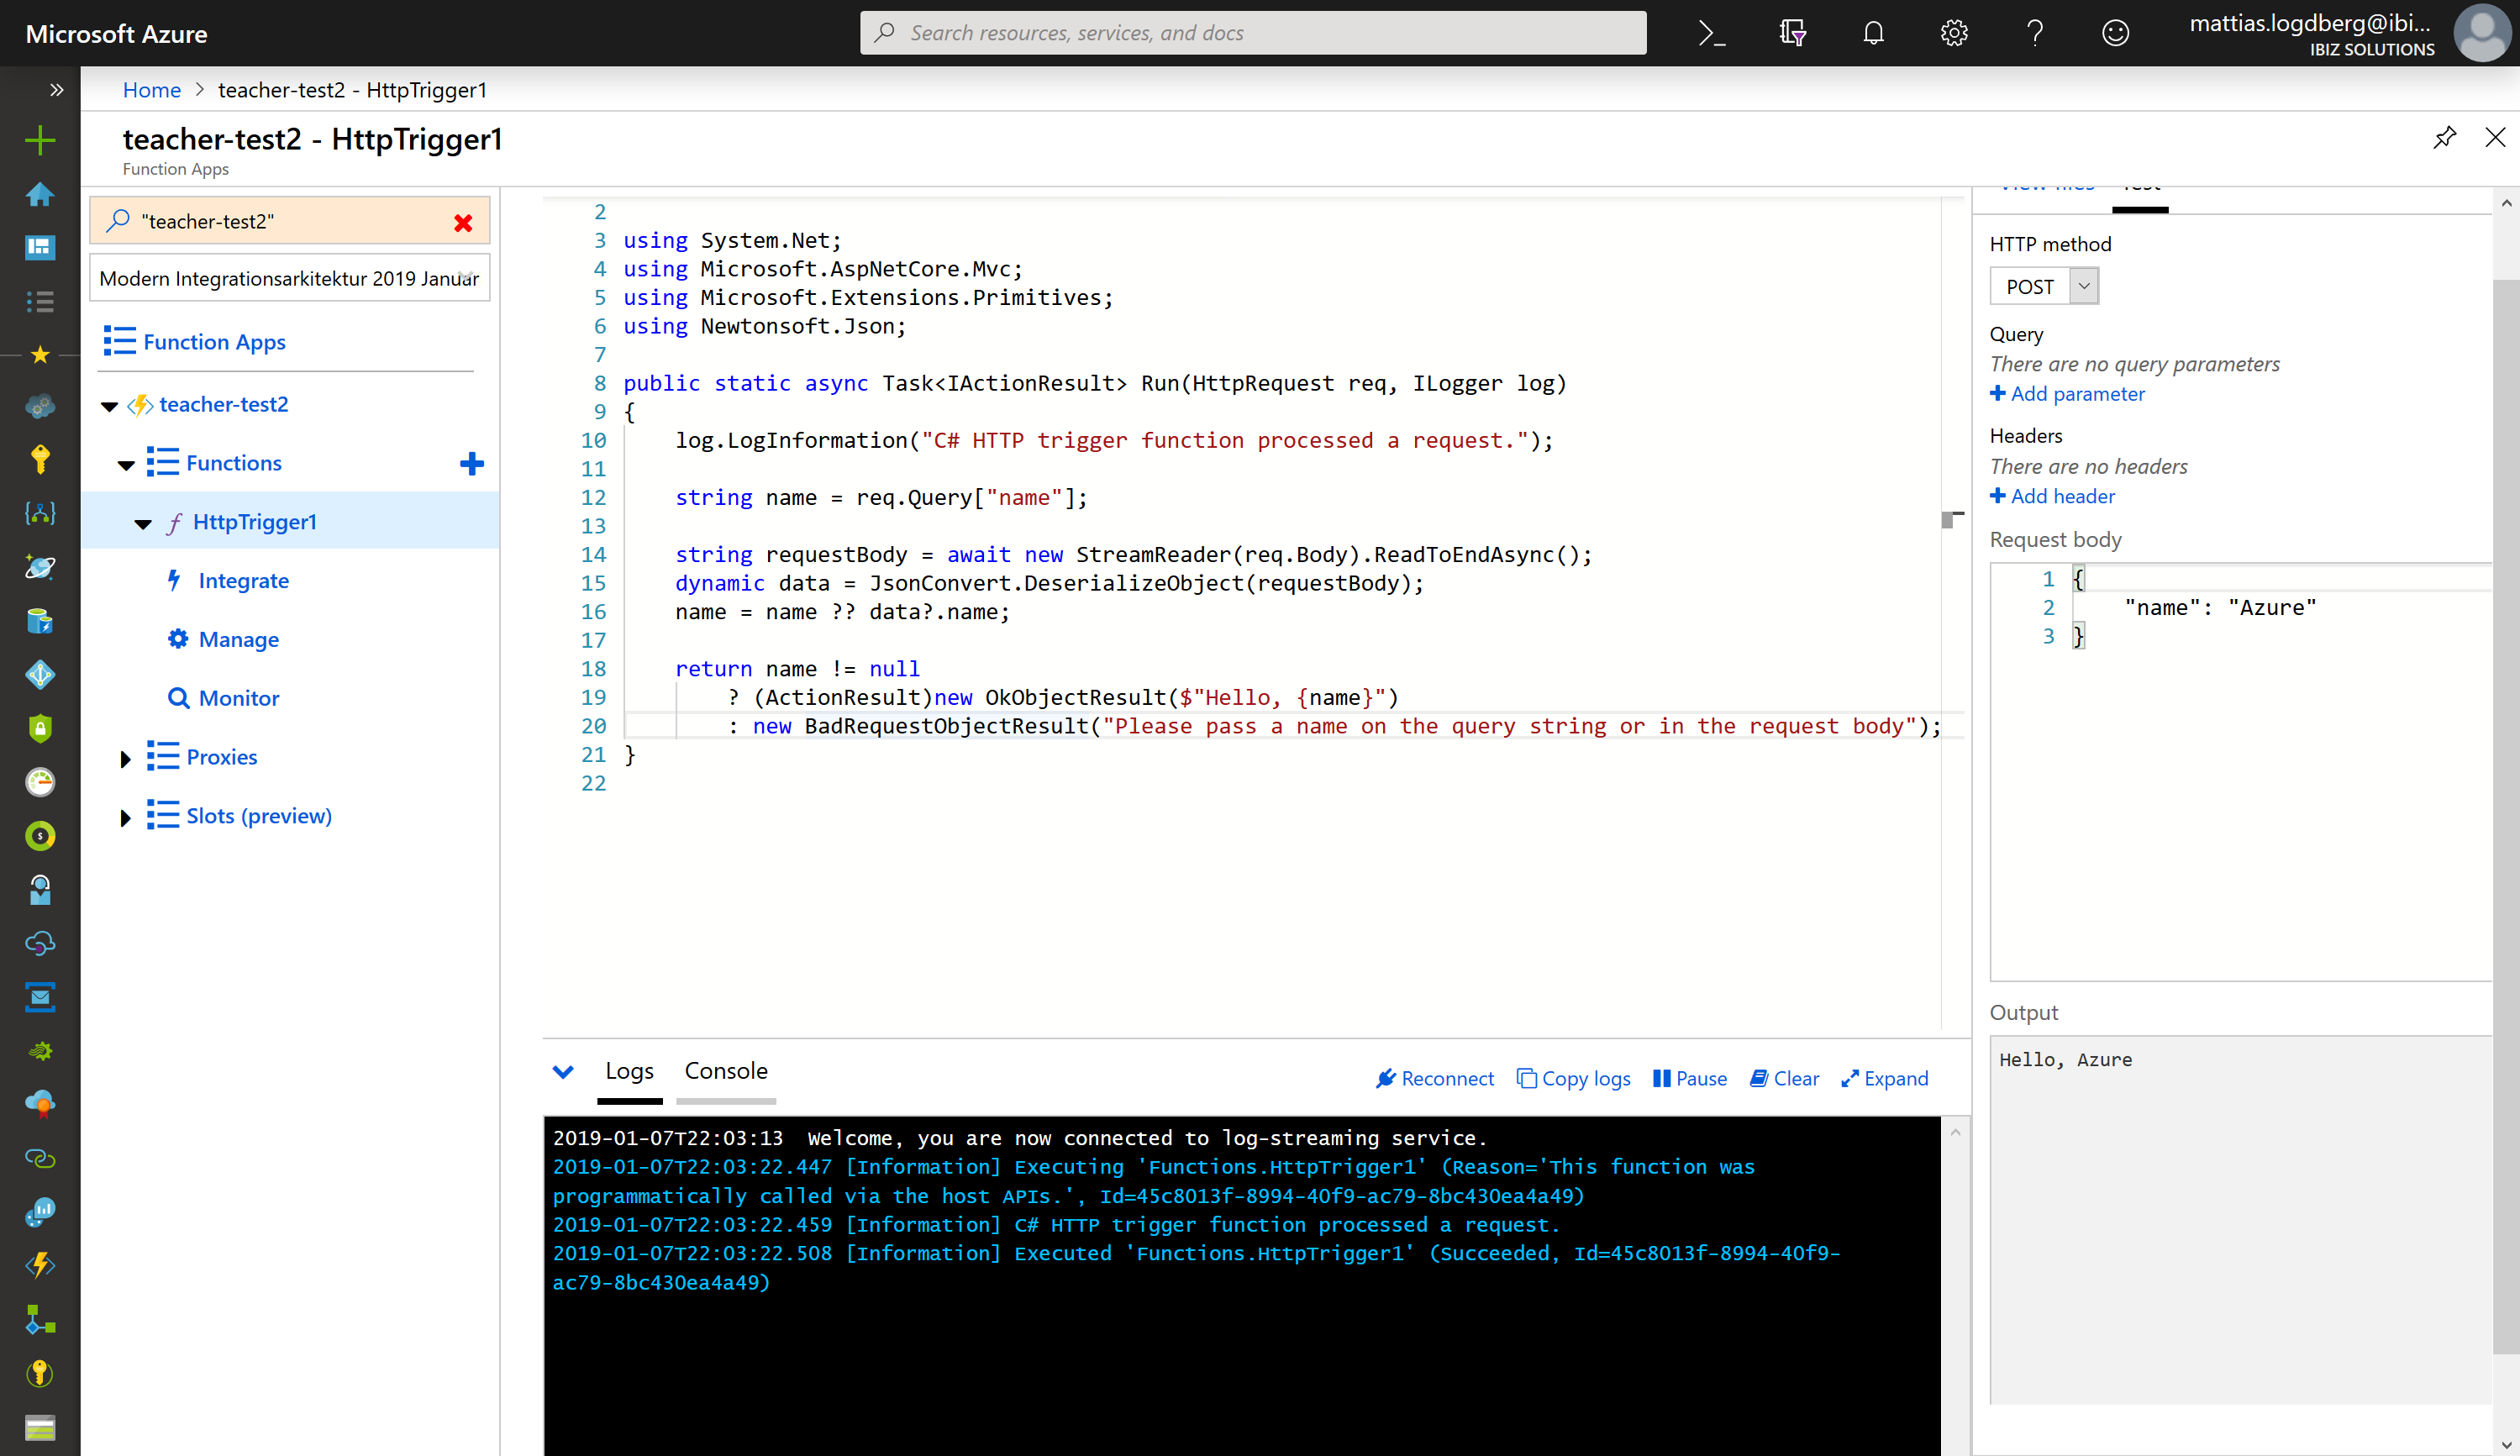 Microsoft Azure
Search resources, services, and docs
mattias.logdberg@ibi...
IBIZ SOLUTIONS
Home > teacher-test2 - HttpTrigger1
teacher-test2 - HttpTrigger1
Function Apps
"teacher-test2"
Modern Integrationsarkitektur 2019 Januar
Function Apps
teacher-test2
Functions
HttpTrigger1
Integrate
Manage
Monitor
Proxies
Slots (preview)
2
3 using System.Net;
4 using Microsoft.AspNetCore.Mvc;
5 using Microsoft.Extensions.Primitives;
6 using Newtonsoft.Json;
7
8 public static async Task<IActionResult> Run(HttpRequest req, ILogger log)
9 {
10 log.LogInformation("C# HTTP trigger function processed a request.");
11
12 string name = req.Query["name"];
13
14 string requestBody = await new StreamReader(req.Body).ReadToEndAsync();
15 dynamic data = JsonConvert.DeserializeObject(requestBody);
16 name = name ?? data?.name;
17
18 return name != null
19 ? (ActionResult)new OkObjectResult($"Hello, {name}")
20 : new BadRequestObjectResult("Please pass a name on the query string or in the request body");
21 }
22
Logs
Console
Reconnect
Copy logs
Pause
Clear
Expand
2019-01-07T22:03:13  Welcome, you are now connected to log-streaming service.
2019-01-07T22:03:22.447 [Information] Executing 'Functions.HttpTrigger1' (Reason='This function was
programmatically called via the host APIs.', Id=45c8013f-8994-40f9-ac79-8bc430ea4a49)
2019-01-07T22:03:22.459 [Information] C# HTTP trigger function processed a request.
2019-01-07T22:03:22.508 [Information] Executed 'Functions.HttpTrigger1' (Succeeded, Id=45c8013f-8994-40f9-
ac79-8bc430ea4a49)
View files
Test
HTTP method
POST
Query
There are no query parameters
Add parameter
Headers
There are no headers
Add header
Request body
1 {
2 "name": "Azure"
3 }
Output
Hello, Azure